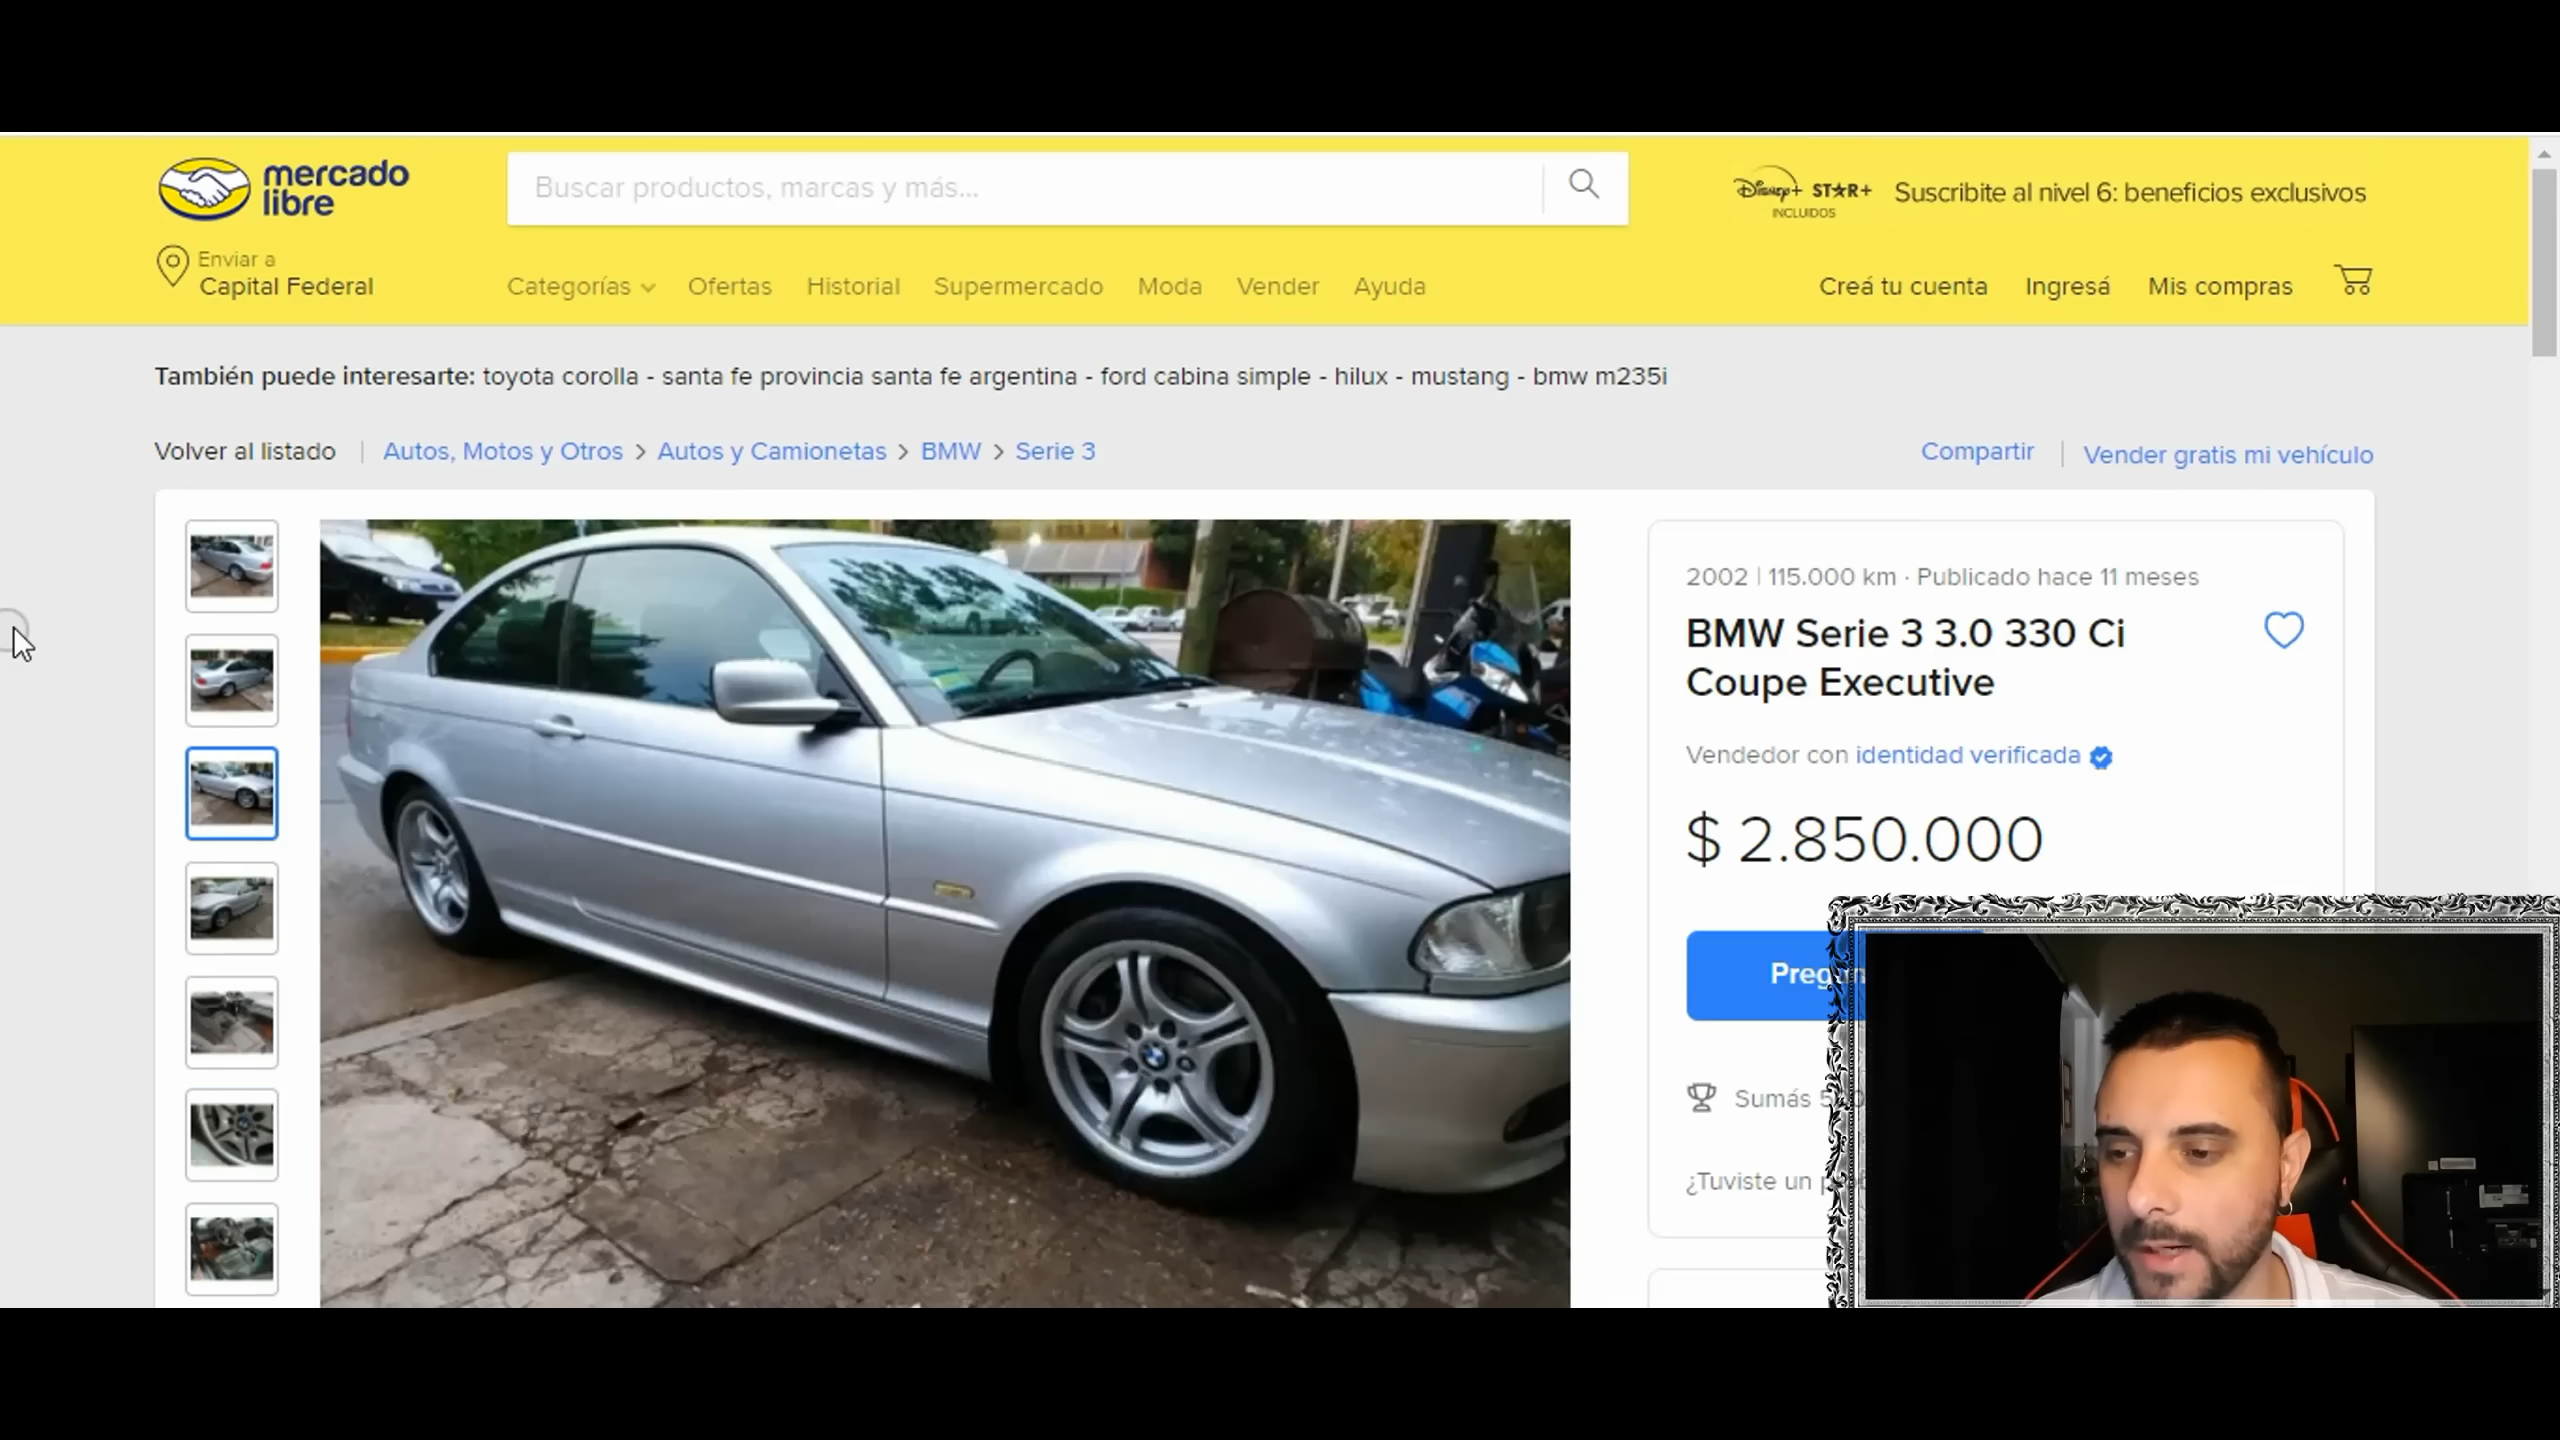 mercado
libre
Buscar productos, marcas y más...
Disney+ STAR+
INCLUIDOS
Suscribite al nivel 6: beneficios exclusivos
Enviar a
Capital Federal
Categorías Ofertas Historial Supermercado Moda Vender Ayuda
Creá tu cuenta Ingresá Mis compras
También puede interesarte: toyota corolla - santa fe provincia santa fe argentina - ford cabina simple - hilux - mustang - bmw m235i
Volver al listado | Autos, Motos y Otros > Autos y Camionetas > BMW > Serie 3
Compartir | Vender gratis mi vehículo
2002 | 115.000 km · Publicado hace 11 meses
BMW Serie 3 3.0 330 Ci
Coupe Executive
Vendedor con identidad verificada
$ 2.850.000
Sumás
¿Tuviste un